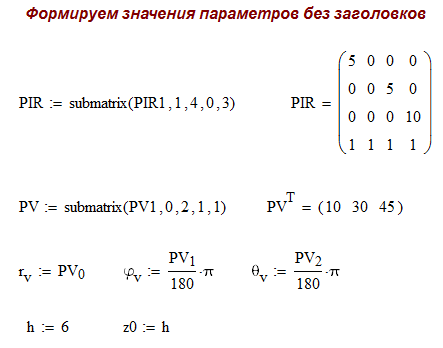 Формируем значения параметров без заголовков
PIR := submatrix(PIR1,1,4,0,3) PIR = ( 5 0 0 0
0 0 5 0
0 0 0 10
1 1 1 1 )
PV := submatrix(PV1,0,2,1,1) PV^T = (10 30 45)
r_v := PV_0 φ_v := PV_1/180 · π θ_v := PV_2/180 · π
h := 6 z0 := h